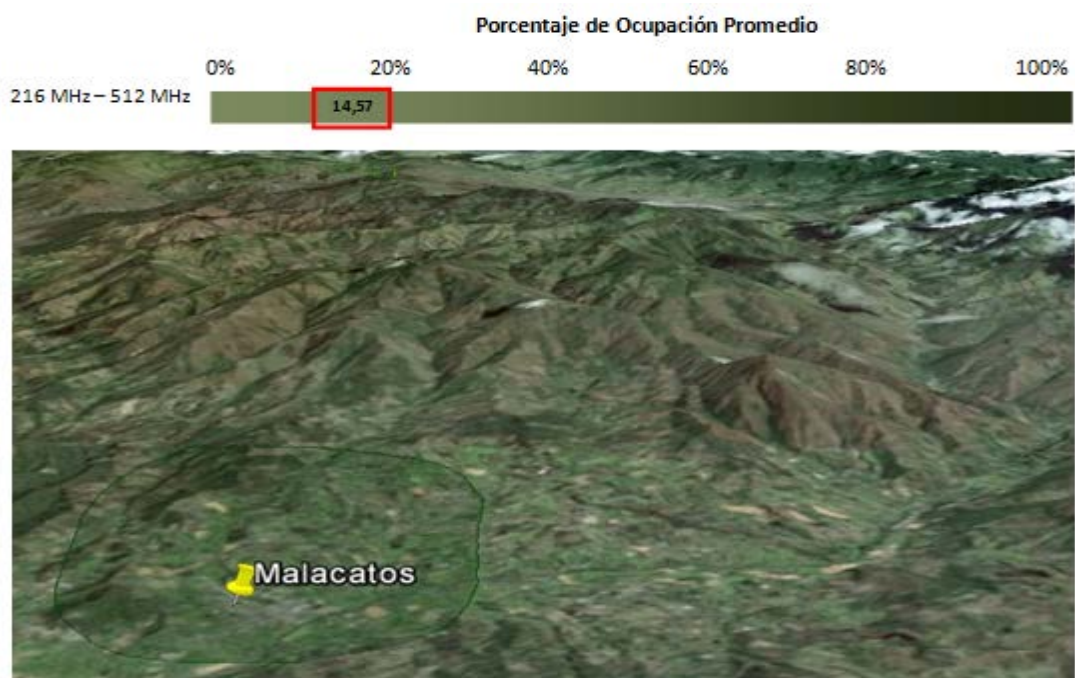 Porcentaje de Ocupación Promedio
0% 20% 40% 60% 80% 100%
216 MHz – 512 MHz 14,57
Malacatos